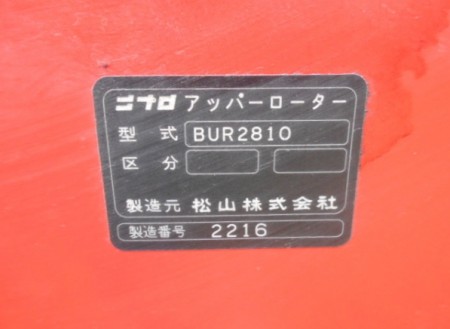 ニプロ アッパーローター
型式 BUR2810
区分
製造元 松山株式会社
製造番号 2216